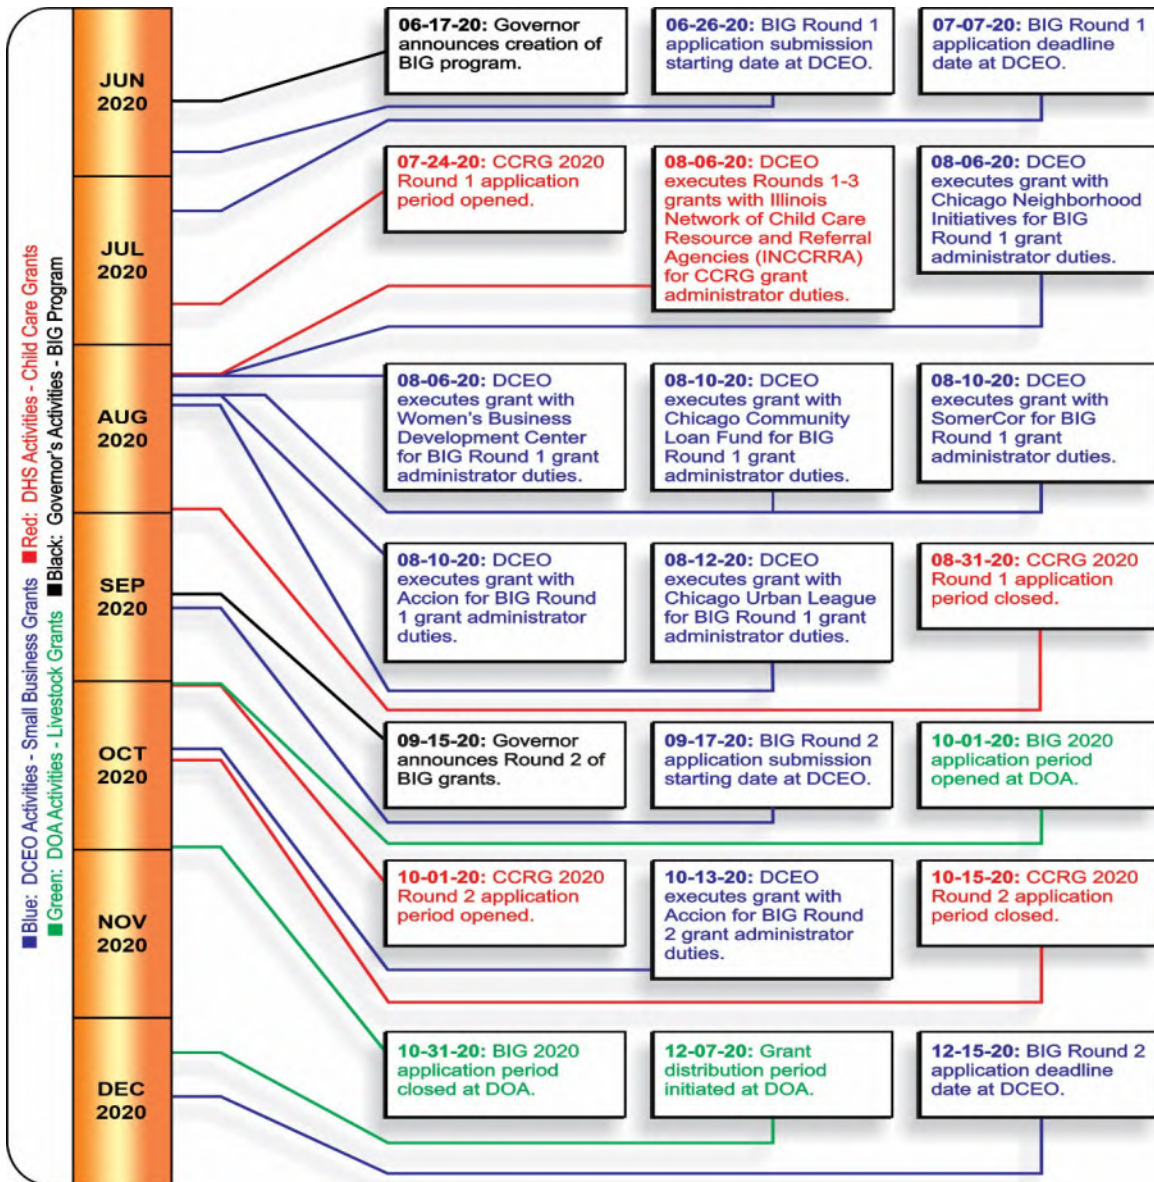 JUN
2020
JUL
2020
AUG
2020
SEP
2020
OCT
2020
NOV
2020
DEC
2020
Blue: DCEO Activities - Small Business Grants
Red: DHS Activities - Child Care Grants
Green: DOA Activities - Livestock Grants
Black: Governor's Activities - BIG Program
06-17-20: Governor
announces creation of
BIG program.
06-26-20: BIG Round 1
application submission
starting date at DCEO.
07-07-20: BIG Round 1
application deadline
date at DCEO.
07-24-20: CCRG 2020
Round 1 application
period opened.
08-06-20: DCEO
executes Rounds 1-3
grants with Illinois
Network of Child Care
Resource and Referral
Agencies (INCCRRA)
for CCRG grant
administrator duties.
08-06-20: DCEO
executes grant with
Chicago Neighborhood
Initiatives for BIG
Round 1 grant
administrator duties.
08-06-20: DCEO
executes grant with
Women's Business
Development Center
for BIG Round 1 grant
administrator duties.
08-10-20: DCEO
executes grant with
Chicago Community
Loan Fund for BIG
Round 1 grant
administrator duties.
08-10-20: DCEO
executes grant with
SomerCor for BIG
Round 1 grant
administrator duties.
08-10-20: DCEO
executes grant with
Accion for BIG Round
1 grant administrator
duties.
08-12-20: DCEO
executes grant with
Chicago Urban League
for BIG Round 1 grant
administrator duties.
08-31-20: CCRG 2020
Round 1 application
period closed.
09-15-20: Governor
announces Round 2 of
BIG grants.
09-17-20: BIG Round 2
application submission
starting date at DCEO.
10-01-20: BIG 2020
application period
opened at DOA.
10-01-20: CCRG 2020
Round 2 application
period opened.
10-13-20: DCEO
executes grant with
Accion for BIG Round
2 grant administrator
duties.
10-15-20: CCRG 2020
Round 2 application
period closed.
10-31-20: BIG 2020
application period
closed at DOA.
12-07-20: Grant
distribution period
initiated at DOA.
12-15-20: BIG Round 2
application deadline
date at DCEO.